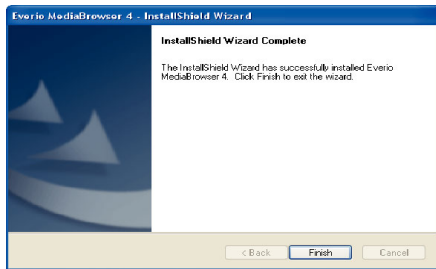 Everio MediaBrowser 4 - InstallShield Wizard
InstallShield Wizard Complete
The InstallShield Wizard has successfully installed Everio
MediaBrowser 4. Click Finish to exit the wizard.
< Back
Finish
Cancel